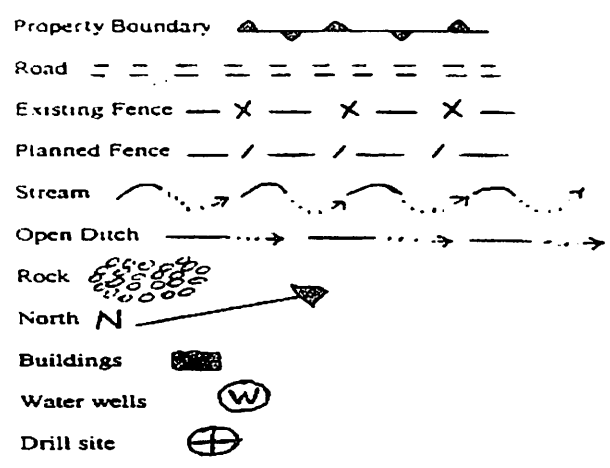 Property Boundary
Road
Existing Fence
Planned Fence
Stream
Open Ditch
Rock
North N
Buildings
Water wells W
Drill site